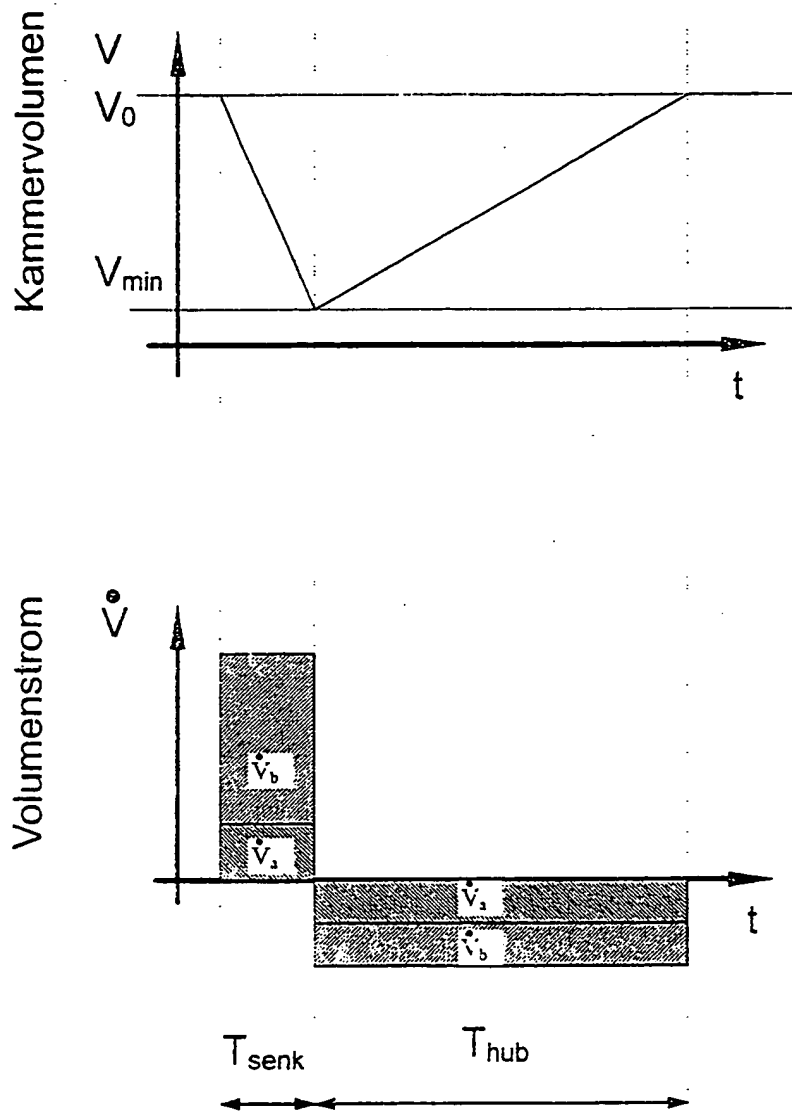 Kammervolumen
V
V0
Vmin
t
Volumenstrom
V̇
V̇b
V̇a
V̇a
V̇b
t
Tsenk
Thub